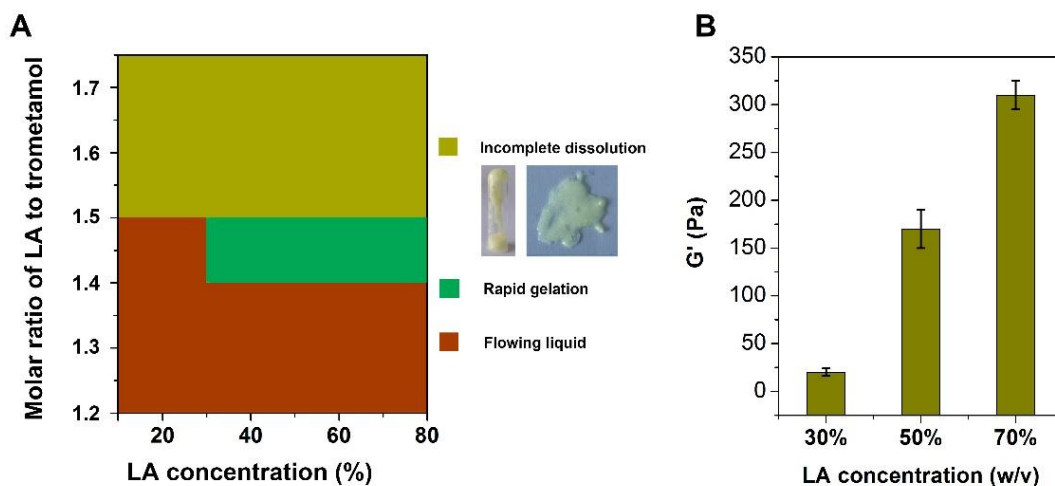 A
Molar ratio of LA to trometamol
1.7
1.6
1.5
1.4
1.3
1.2
20
40
60
80
LA concentration (%)
Incomplete dissolution
Rapid gelation
Flowing liquid
B
G' (Pa)
350
300
250
200
150
100
50
0
30%
50%
70%
LA concentration (w/v)